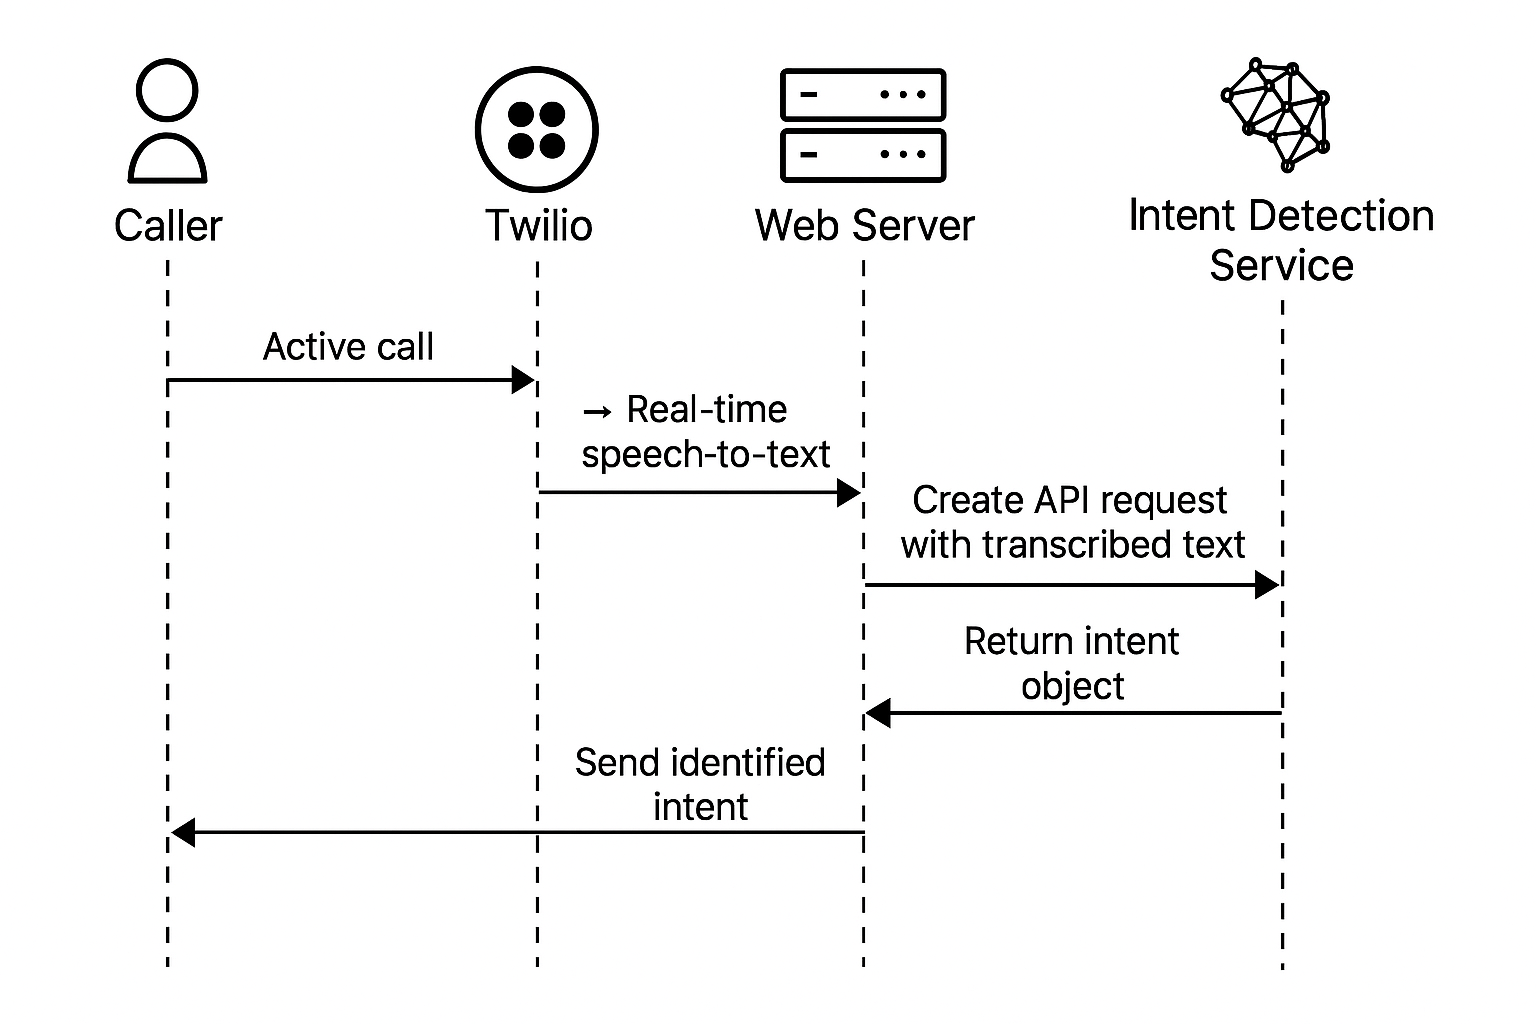 Caller
Twilio
Web Server
Intent Detection
Service
Active call
→ Real-time
speech-to-text
Create API request
with transcribed text
Return intent
object
Send identified
intent